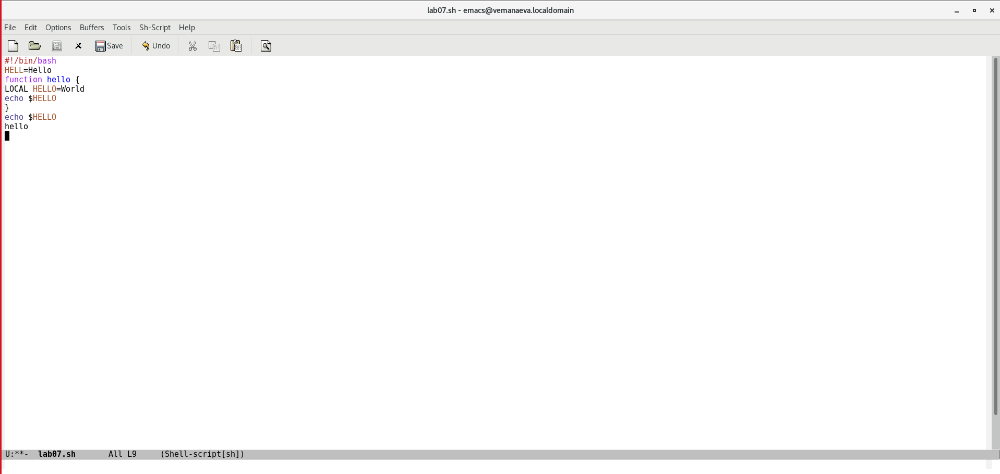 lab07.sh - emacs@vemanaeva.localdomain
File Edit Options Buffers Tools Sh-Script Help
Save Undo
#!/bin/bash
HELL=Hello
function hello {
LOCAL HELLO=World
echo $HELLO
}
echo $HELLO
hello
U:**-  lab07.sh       All L9     (Shell-script[sh])